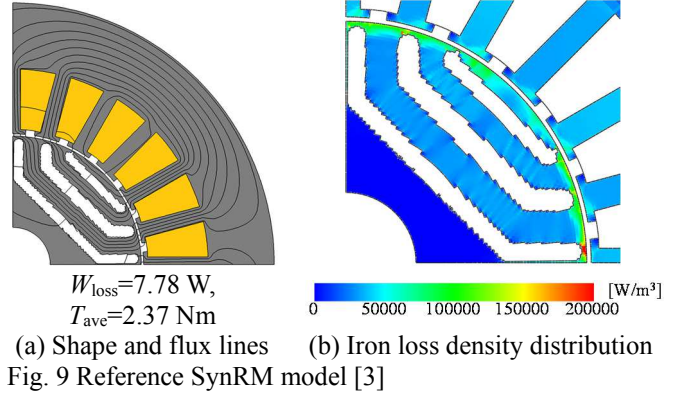 W_loss=7.78 W,
T_ave=2.37 Nm
[W/m³]
0 50000 100000 150000 200000
(a) Shape and flux lines (b) Iron loss density distribution
Fig. 9 Reference SynRM model [3]